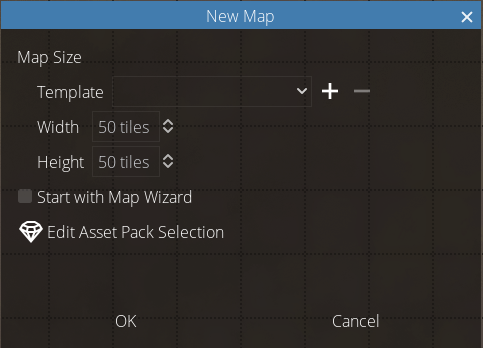 New Map
Map Size
Template
Width 50 tiles
Height 50 tiles
Start with Map Wizard
Edit Asset Pack Selection
OK Cancel